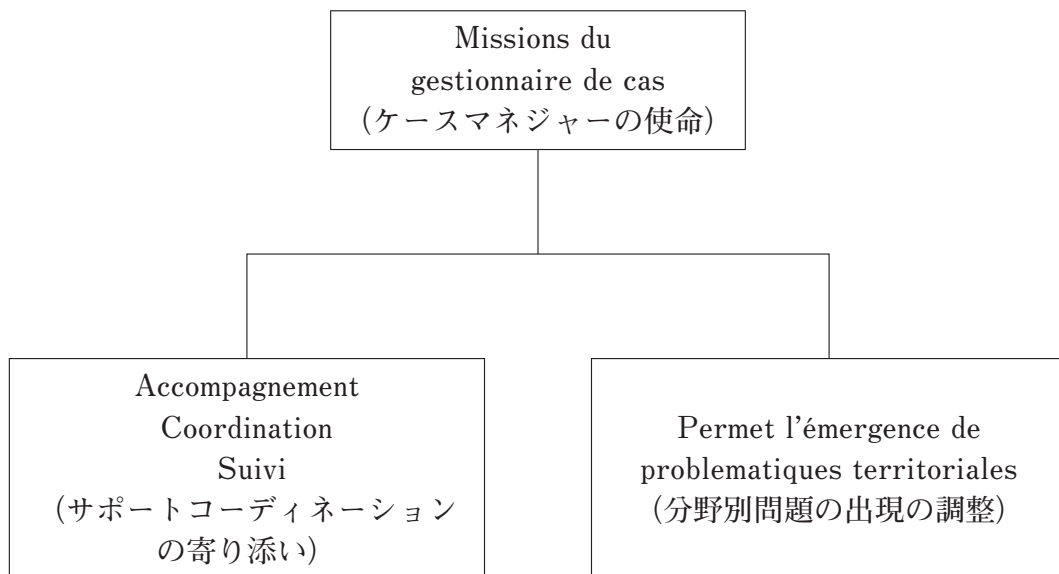 Missions du
gestionnaire de cas
(ケースマネジャーの使命)
Accompagnement
Coordination
Suivi
(サポートコーディネーション
の寄り添い)
Permet l'émergence de
problematiques territoriales
(分野別問題の出現の調整)